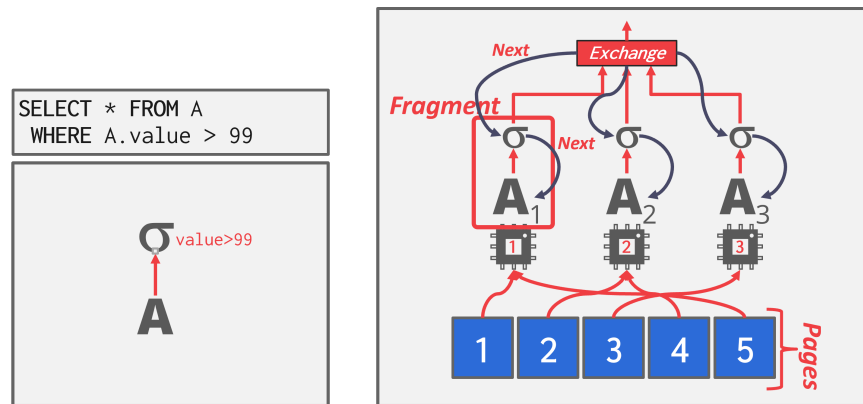 SELECT * FROM A
WHERE A.value > 99
σ value>99
A
Exchange
Next
Fragment
σ σ σ
Next
A1 A2 A3
1 2 3
1 2 3 4 5
Pages